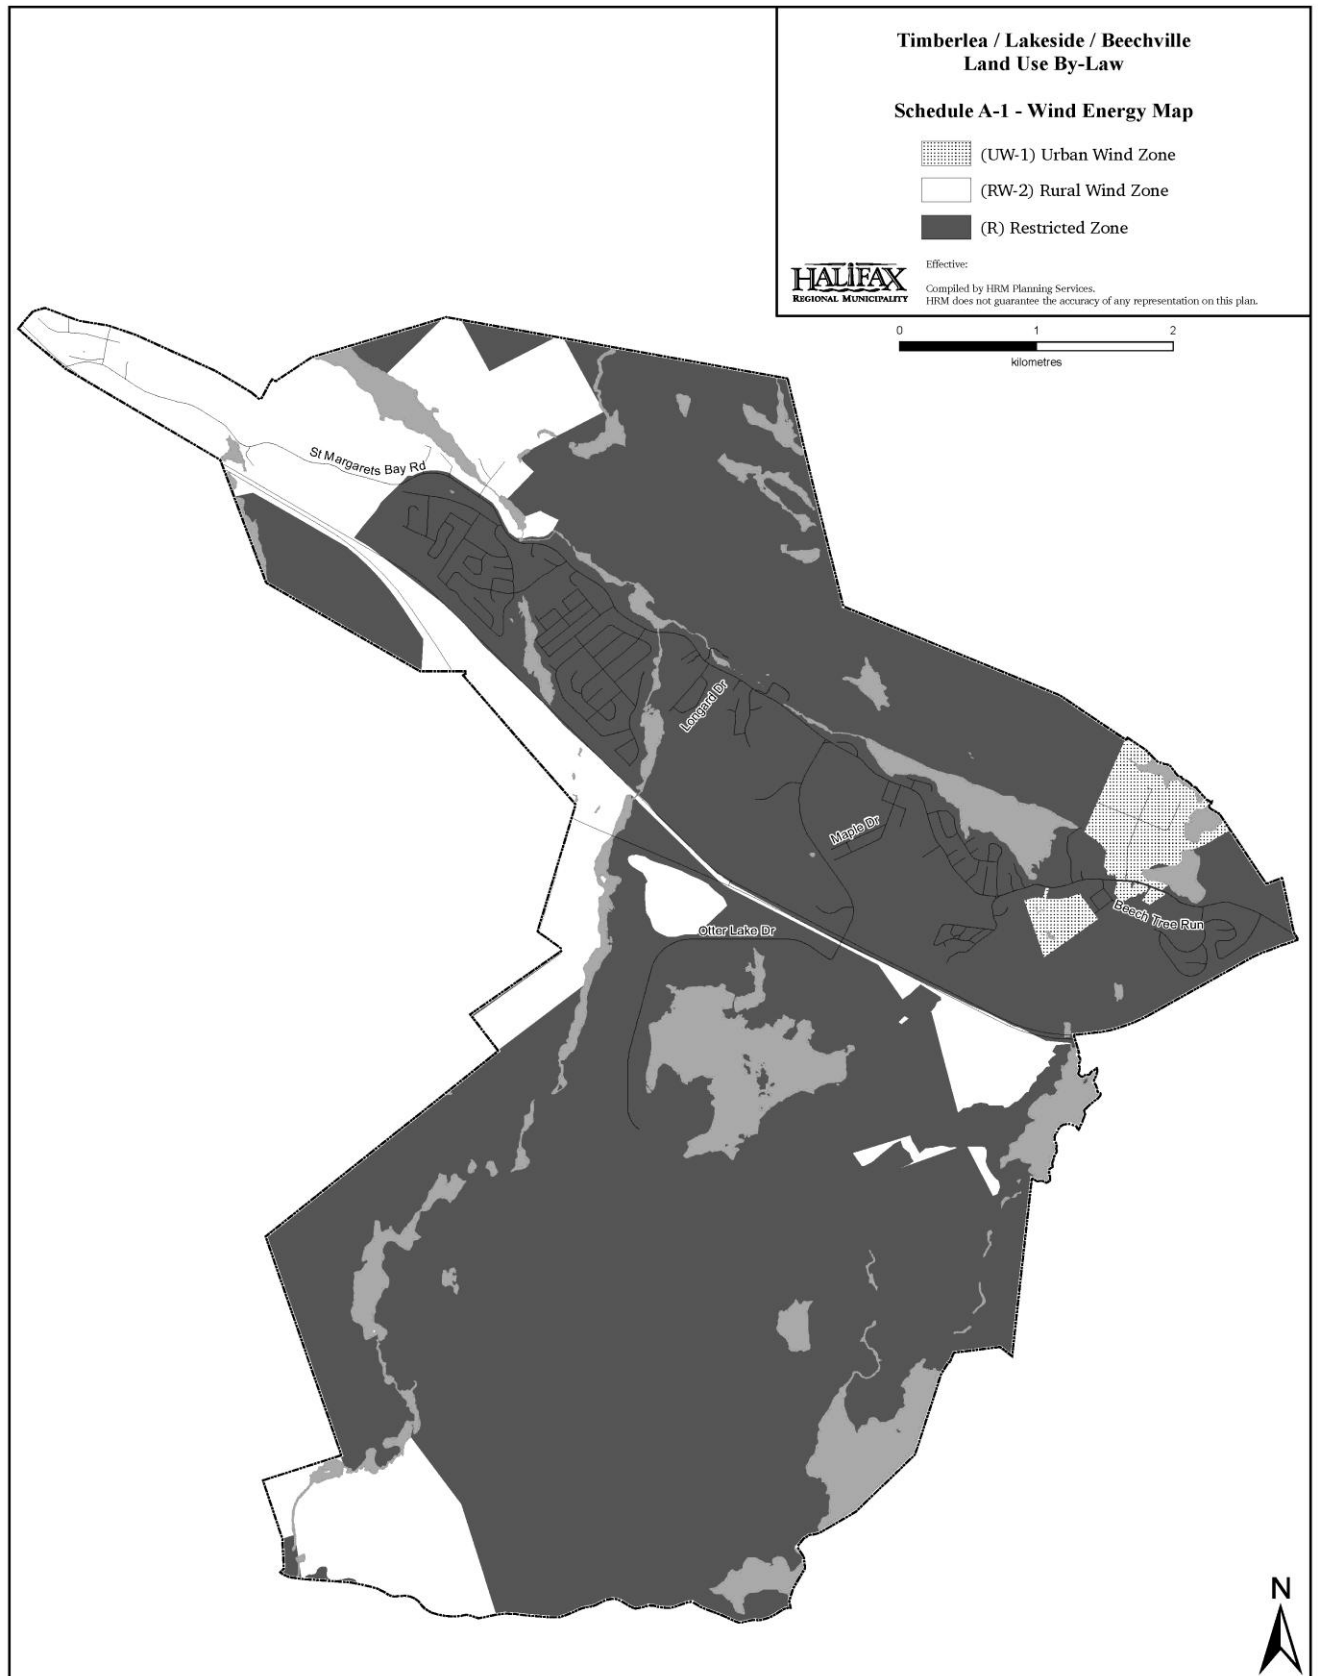 Timberlea / Lakeside / Beechville
Land Use By-Law
Schedule A-1 - Wind Energy Map
(UW-1) Urban Wind Zone
(RW-2) Rural Wind Zone
(R) Restricted Zone
HALIFAX
REGIONAL MUNICIPALITY
Effective:
Compiled by HRM Planning Services.
HRM does not guarantee the accuracy of any representation on this plan.
0 1 2
kilometres
St Margarets Bay Rd
Longard Dr
Maple Dr
Beech Tree Run
Otter Lake Dr
N